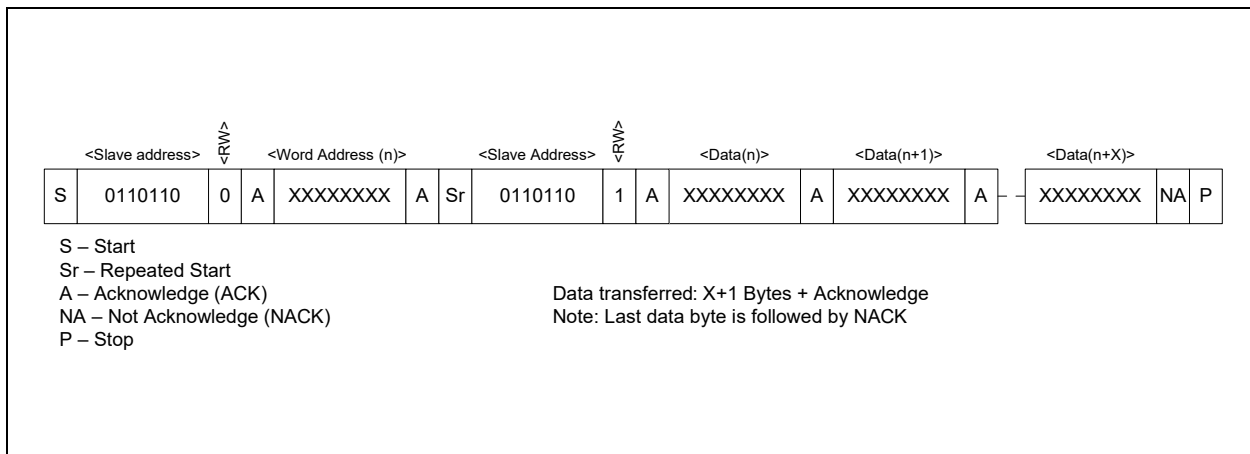 <Slave address> <RW> <Word Address (n)> <Slave Address> <RW> <Data(n)> <Data(n+1)> <Data(n+X)>
S 0110110 0 A XXXXXXXX A Sr 0110110 1 A XXXXXXXX A XXXXXXXX A XXXXXXXX NA P
S – Start
Sr – Repeated Start
A – Acknowledge (ACK)
NA – Not Acknowledge (NACK)
P – Stop
Data transferred: X+1 Bytes + Acknowledge
Note: Last data byte is followed by NACK